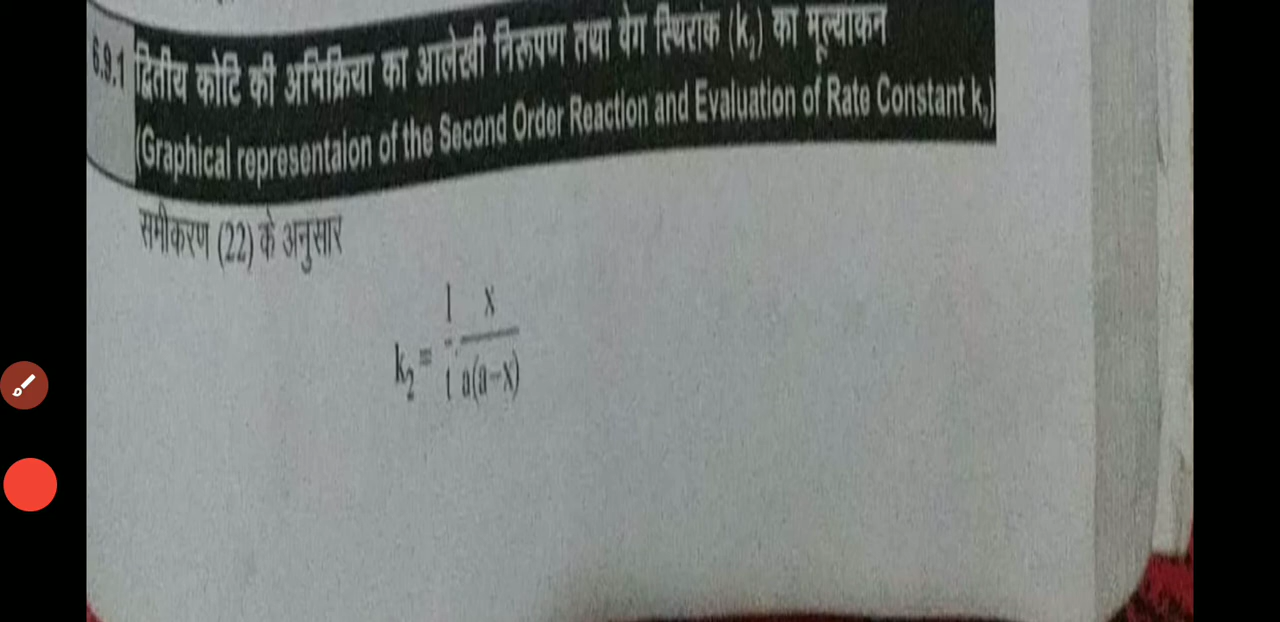 6.9.1 द्वितीय कोटि की अभिक्रिया का आलेखी निरूपण तथा वेग स्थिरांक (k₂) का मूल्यांकन
(Graphical representaion of the Second Order Reaction and Evaluation of Rate Constant k₂)
समीकरण (22) के अनुसार
k₂ = 1/t · x/a(a−x)